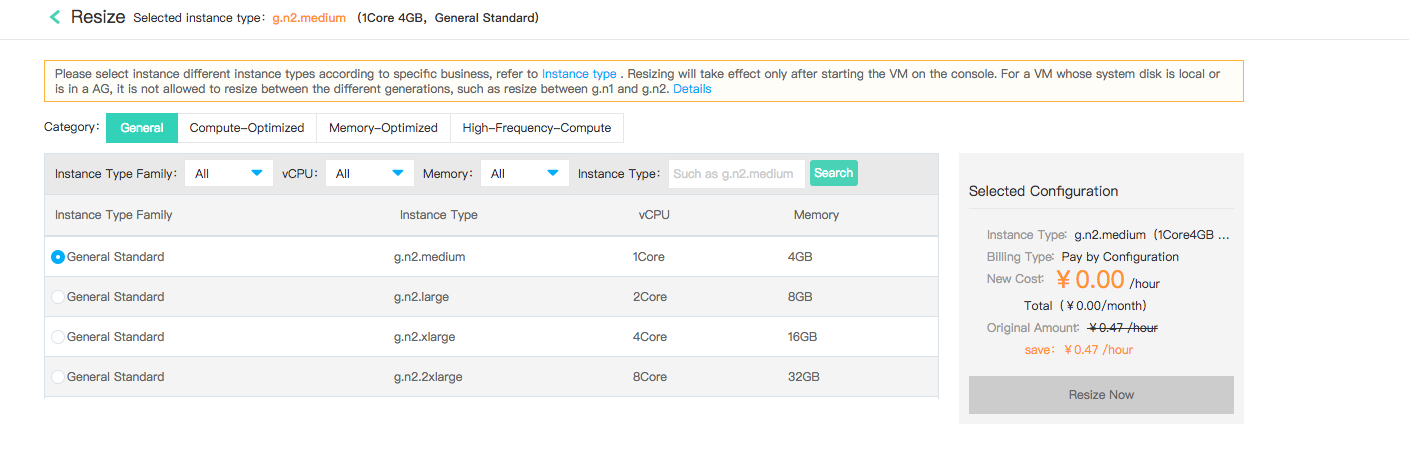 Resize Selected instance type: g.n2.medium (1Core 4GB, General Standard)
Please select instance different instance types according to specific business, refer to Instance type . Resizing will take effect only after starting the VM on the console. For a VM whose system disk is local or
is in a AG, it is not allowed to resize between the different generations, such as resize between g.n1 and g.n2. Details
Category: General Compute-Optimized Memory-Optimized High-Frequency-Compute
Instance Type Family: All vCPU: All Memory: All Instance Type: Such as g.n2.medium Search
Instance Type Family Instance Type vCPU Memory
General Standard g.n2.medium 1Core 4GB
General Standard g.n2.large 2Core 8GB
General Standard g.n2.xlarge 4Core 16GB
General Standard g.n2.2xlarge 8Core 32GB
Selected Configuration
Instance Type: g.n2.medium (1Core4GB ...
Billing Type: Pay by Configuration
New Cost: ¥0.00 /hour
Total (¥0.00/month)
Original Amount: ¥0.47 /hour
save: ¥0.47 /hour
Resize Now